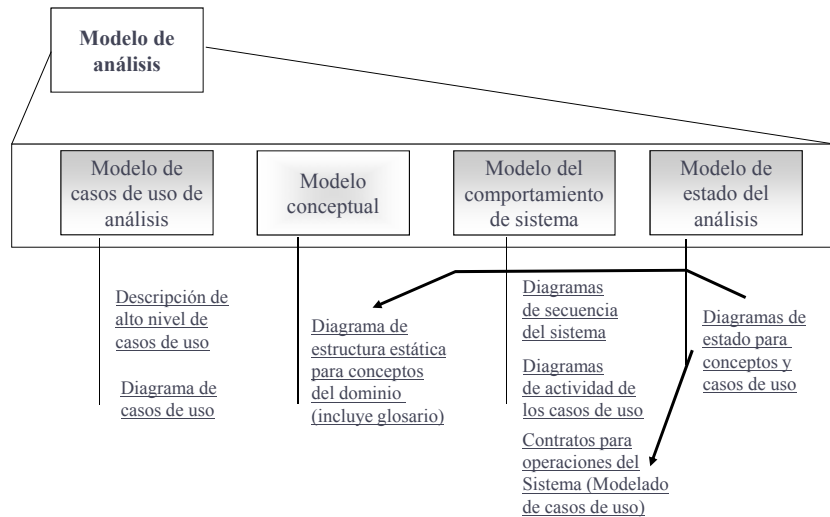 Modelo de
análisis
Modelo de
casos de uso de
análisis
Modelo
conceptual
Modelo del
comportamiento
de sistema
Modelo de
estado del
análisis
Descripción de
alto nivel de
casos de uso
Diagrama de
casos de uso
Diagrama de
estructura estática
para conceptos
del dominio
(incluye glosario)
Diagramas
de secuencia
del sistema
Diagramas
de actividad de
los casos de uso
Contratos para
operaciones del
Sistema (Modelado
de casos de uso)
Diagramas de
estado para
conceptos y
casos de uso